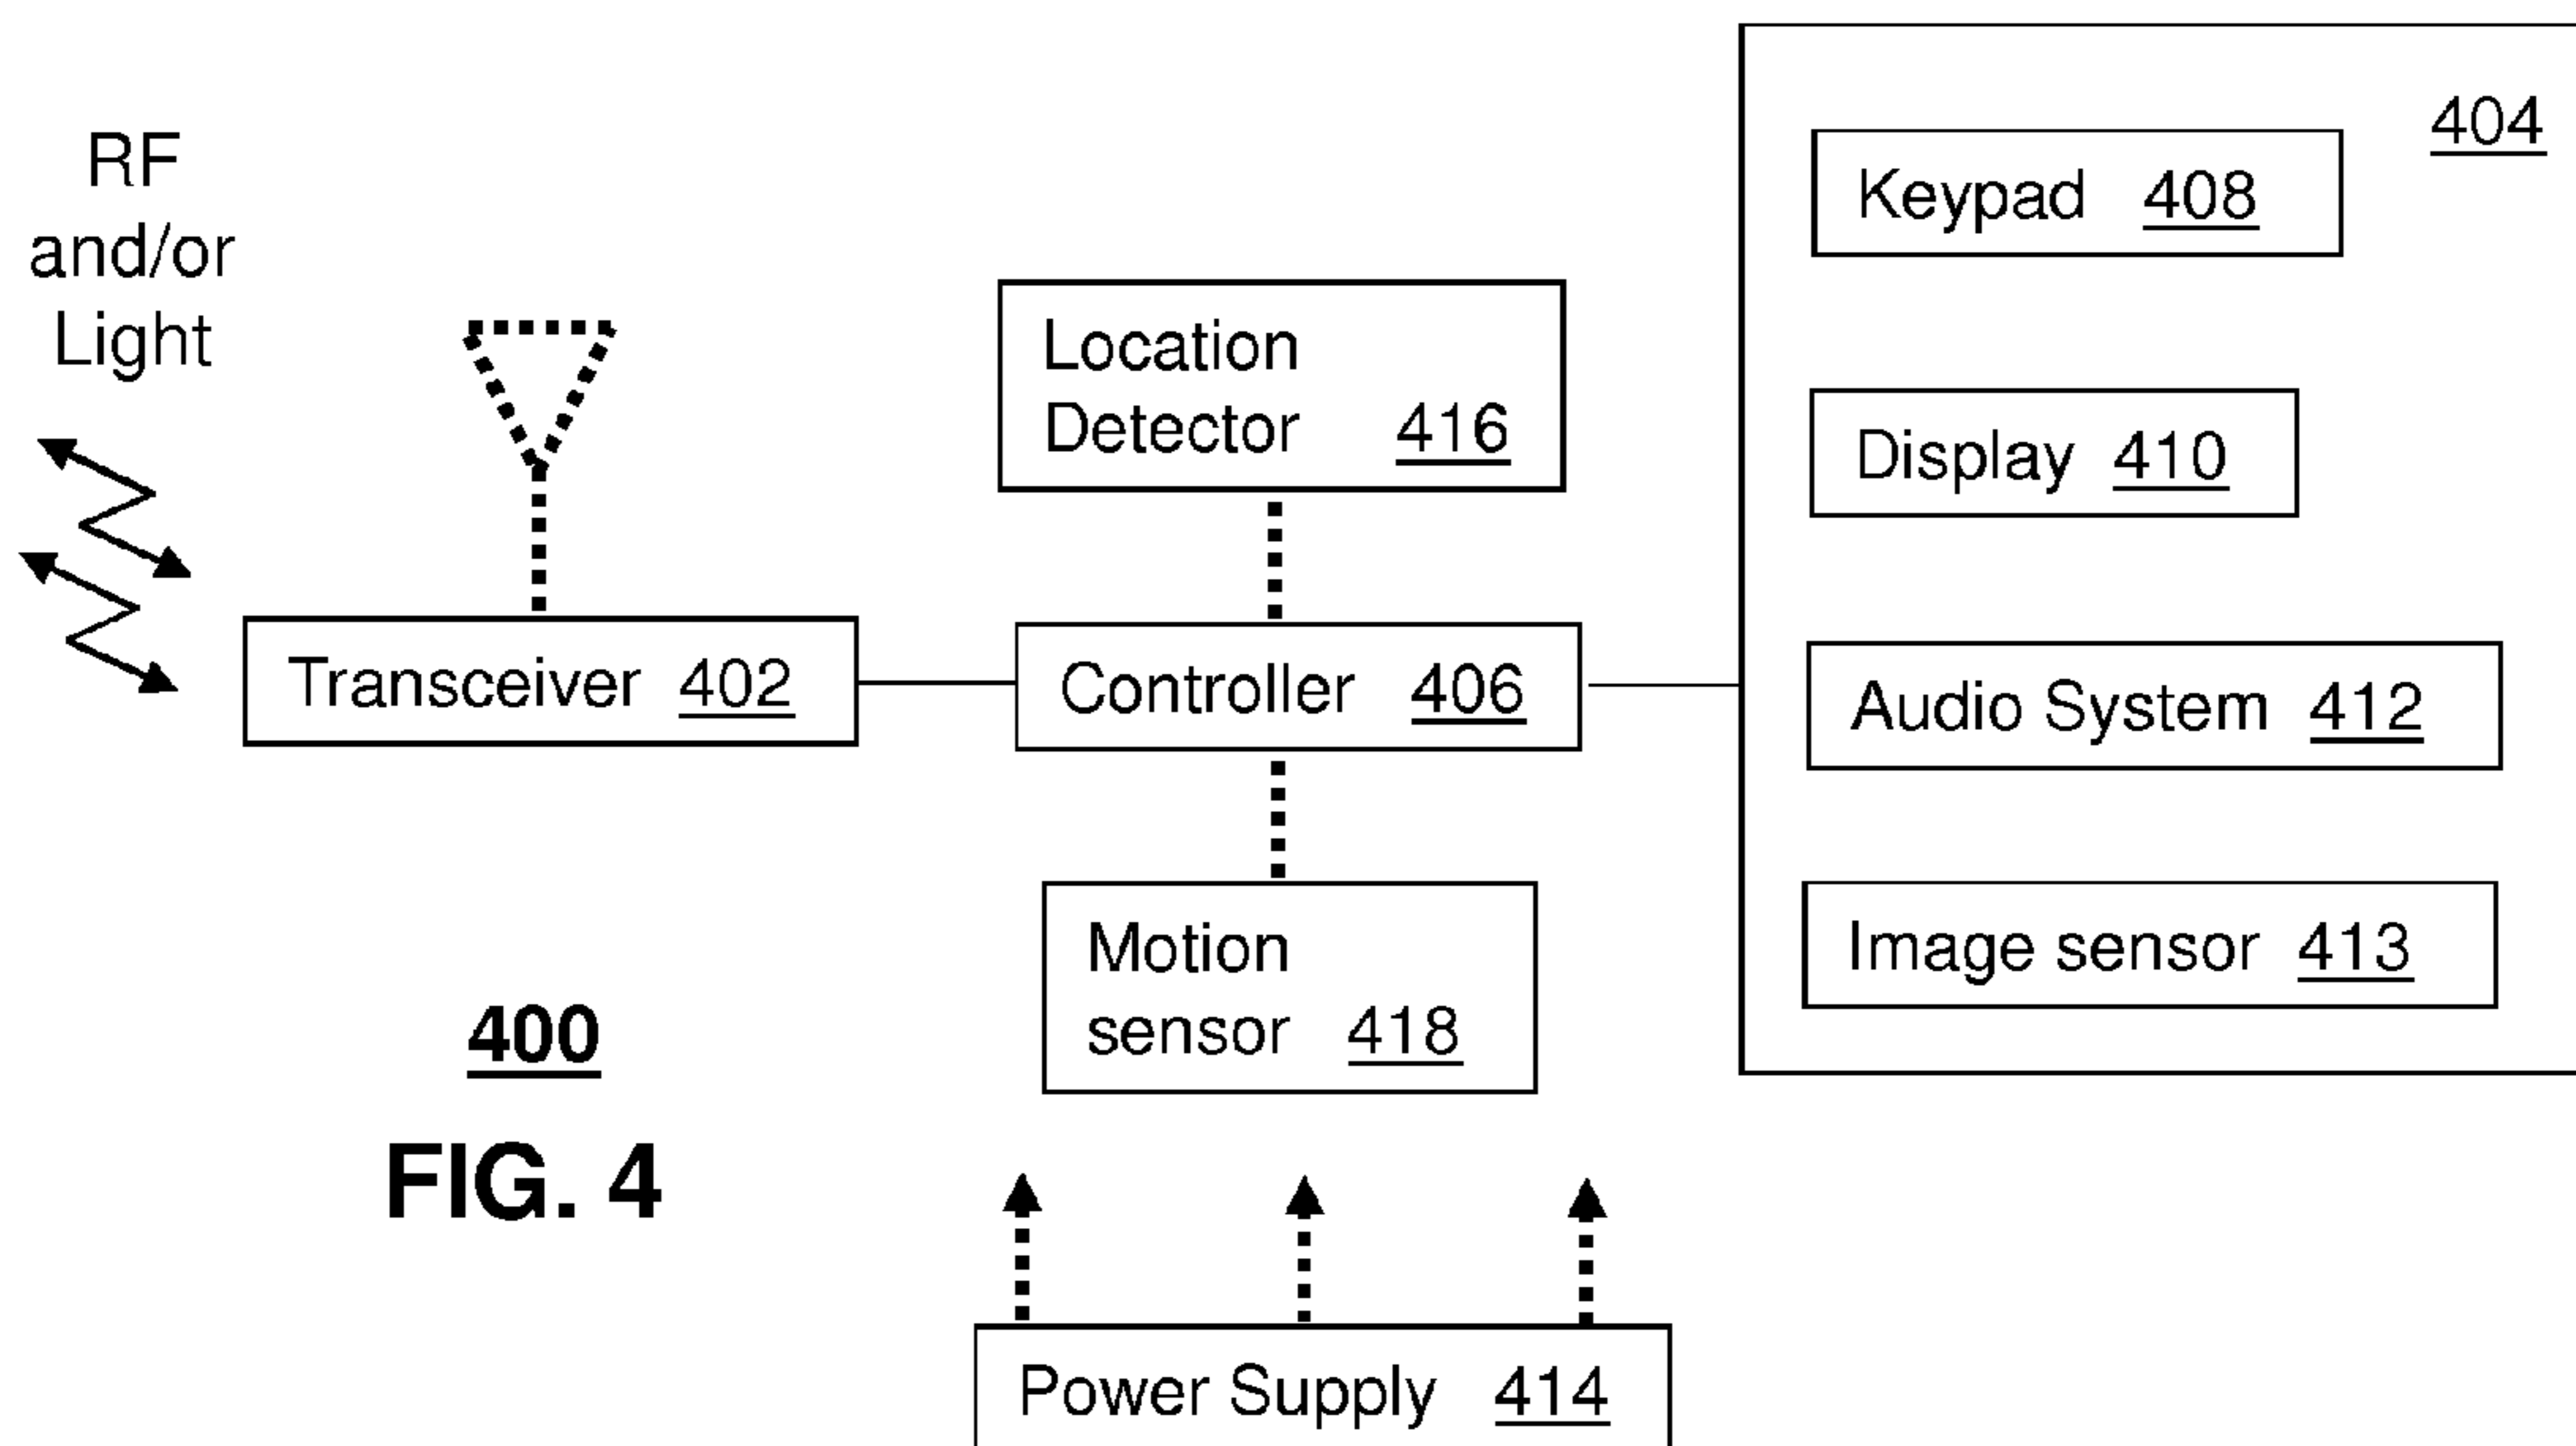 RF
and/or
Light
Transceiver 402
Location
Detector 416
Controller 406
Motion
sensor 418
Power Supply 414
404
Keypad 408
Display 410
Audio System 412
Image sensor 413
400
FIG. 4